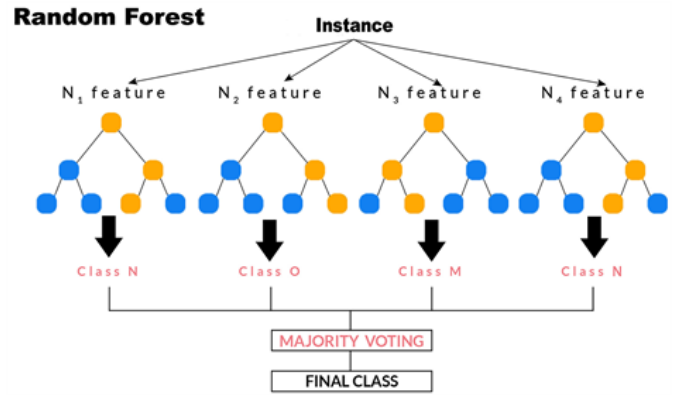 Random Forest
Instance
N1 feature N2 feature N3 feature N4 feature
Class N Class O Class M Class N
MAJORITY VOTING
FINAL CLASS